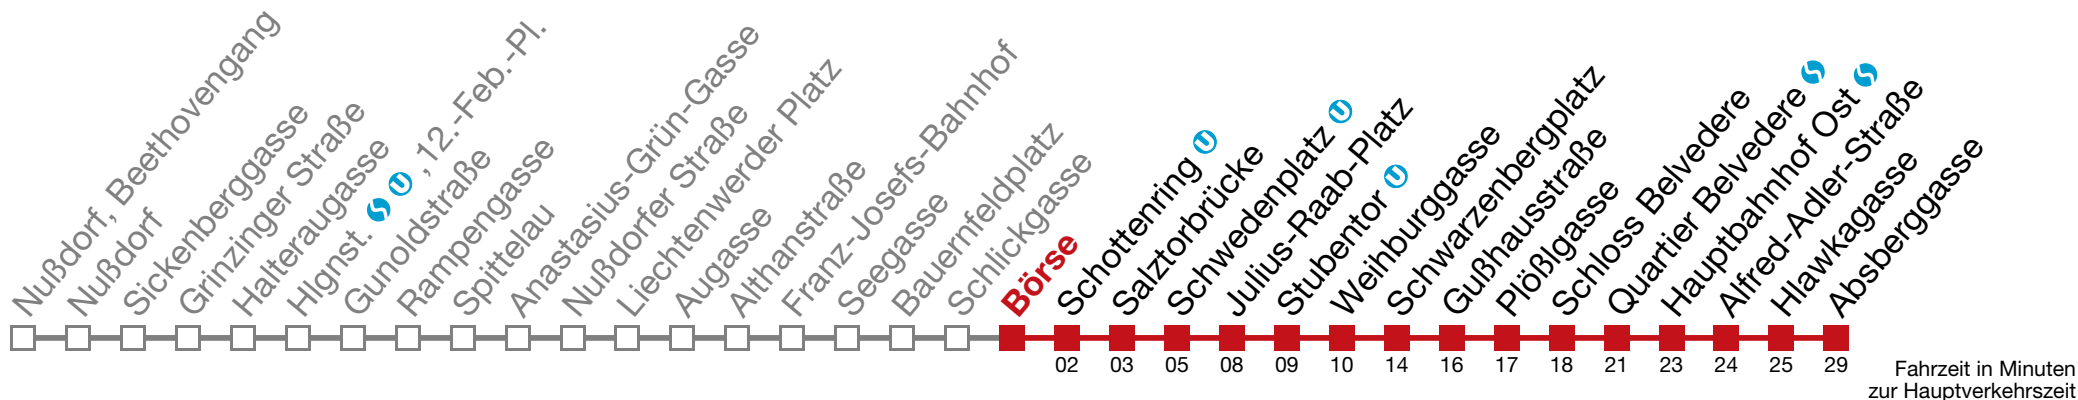 Nußdorf, Beethovengang
Nußdorf
Sickenberggasse
Grinzinger Straße
Halteraugasse
Hlgnst. S U , 12.-Feb.-Pl.
Gunoldstraße
Rampengasse
Spittelau
Anastasius-Grün-Gasse
Nußdorfer Straße
Liechtenwerder Platz
Augasse
Althanstraße
Franz-Josefs-Bahnhof
Seegasse
Bauernfeldplatz
Schlickgasse
Börse
Schottenring U
Salztorbrücke
Schwedenplatz U
Julius-Raab-Platz
Stubentor U
Weihburggasse
Schwarzenbergplatz
Gußhausstraße
Plößlgasse
Schloss Belvedere
Quartier Belvedere S
Hauptbahnhof Ost S
Alfred-Adler-Straße
Hlawkagasse
Absberggasse
02 03 05 08 09 10 14 16 17 18 21 23 24 25 29
Fahrzeit in Minuten
zur Hauptverkehrszeit